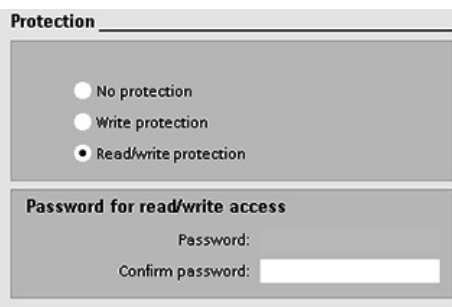 Protection
No protection
Write protection
Read/write protection
Password for read/write access
Password:
Confirm password: